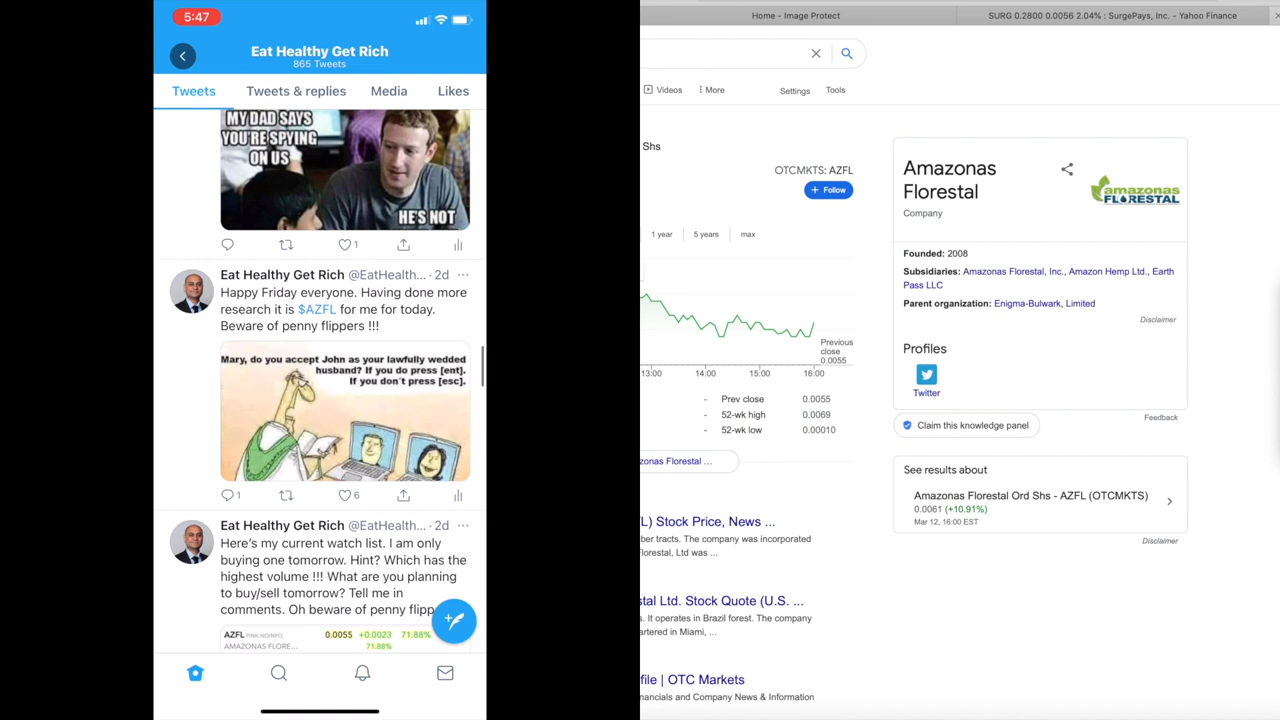 5:47
Eat Healthy Get Rich
865 Tweets
Tweets
Tweets & replies
Media
Likes
MY DAD SAYS
YOU'RE SPYING
ON US
HE'S NOT
1
Eat Healthy Get Rich @EatHealth... · 2d ...
Happy Friday everyone. Having done more
research it is $AZFL for me for today.
Beware of penny flippers !!!
Mary, do you accept John as your lawfully wedded
husband? If you do press [ent].
If you don´t press [esc].
1
6
Eat Healthy Get Rich @EatHealth... · 2d ...
Here's my current watch list. I am only
buying one tomorrow. Hint? Which has the
highest volume !!! What are you planning
to buy/sell tomorrow? Tell me in
comments. Oh beware of penny flipp
AZFL PINK:NOINFO 0.0055 +0.0023 71.88%
AMAZONAS FLORE... 71.88%
Home - Image Protect
SURG 0.2800 0.0056 2.04% : SurgePays, Inc. - Yahoo Finance
Videos
More
Settings
Tools
Shs
OTCMKTS: AZFL
+ Follow
1 year
5 years
max
Previous
close
0.0055
13:00
14:00
15:00
16:00
- Prev close 0.0055
- 52-wk high 0.0069
- 52-wk low 0.00010
zonas Florestal ...
L) Stock Price, News ...
ber tracts. The company was incorporated
lorestal, Ltd was ...
stal Ltd. Stock Quote (U.S. ...
s. It operates in Brazil forest. The company
artered in Miami, ...
file | OTC Markets
nancials and Company News & Information
Amazonas
Florestal
Company
amazonas
FLORESTAL
Founded: 2008
Subsidiaries: Amazonas Florestal, Inc., Amazon Hemp Ltd., Earth
Pass LLC
Parent organization: Enigma-Bulwark, Limited
Disclaimer
Profiles
Twitter
Feedback
Claim this knowledge panel
See results about
Amazonas Florestal Ord Shs - AZFL (OTCMKTS)
0.0061 (+10.91%)
Mar 12, 16:00 EST
Disclaimer